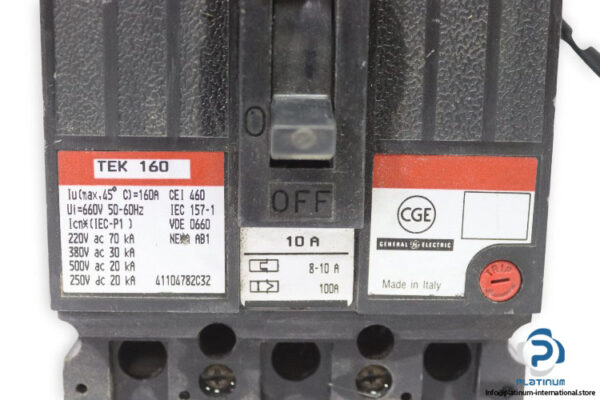 O
OFF
TEK 160
Iu(max.45° C)=160A CEI 460
Ui=660V 50-60Hz IEC 157-1
Icn*(IEC-P1) VDE 0660
220V ac 70 kA AB1
380V ac 30 kA
500V ac 20 kA
250V dc 20 kA 41104782C32
10 A
8-10 A
100A
CGE
GENERAL GE ELECTRIC
Made in Italy
TRIP
PLATINUM
info@platinum-international.store